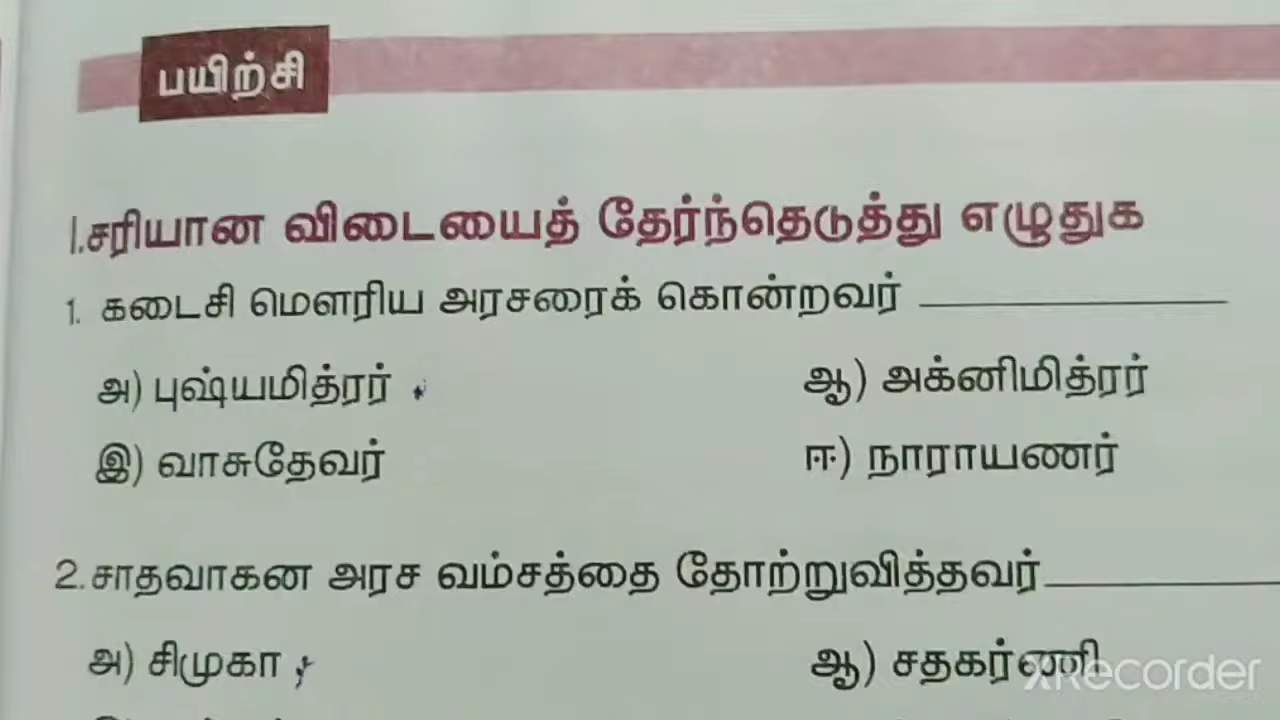 பயிற்சி
I.சரியான விடையைத் தேர்ந்தெடுத்து எழுதுக
1. கடைசி மௌரிய அரசரைக் கொன்றவர் ____________
அ) புஷ்யமித்ரர் ஆ) அக்னிமித்ரர்
இ) வாசுதேவர் ஈ) நாராயணர்
2. சாதவாகன அரச வம்சத்தை தோற்றுவித்தவர்____________
அ) சிமுகா ஆ) சதகர்ணி
XRecorder